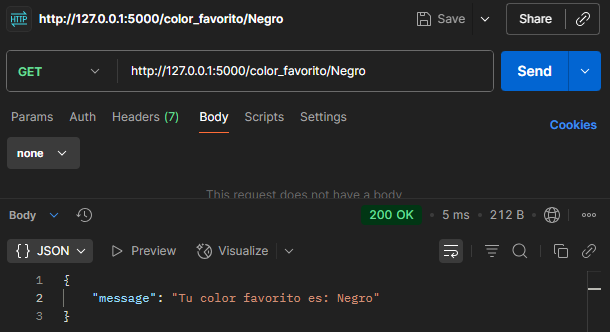 HTTP http://127.0.0.1:5000/color_favorito/Negro Save Share
GET http://127.0.0.1:5000/color_favorito/Negro Send
Params Auth Headers (7) Body Scripts Settings Cookies
none
This request does not have a body
Body 200 OK • 5 ms • 212 B
{ } JSON Preview Visualize
1 {
2 "message": "Tu color favorito es: Negro"
3 }